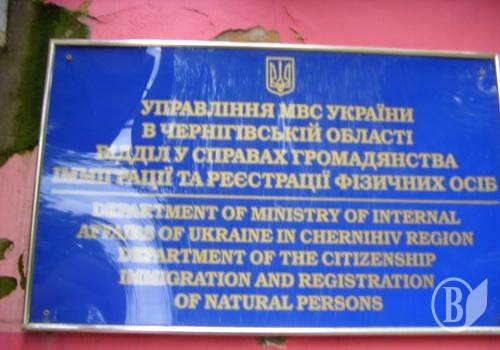 УПРАВЛІННЯ МВС УКРАЇНИ
В ЧЕРНІГІВСЬКІЙ ОБЛАСТІ
ВІДДІЛ У СПРАВАХ ГРОМАДЯНСТВА
ІММІГРАЦІЇ ТА РЕЄСТРАЦІЇ ФІЗИЧНИХ ОСІБ
DEPARTMENT OF MINISTRY OF INTERNAL
AFFAIRS OF UKRAINE IN CHERNIHIV REGION
DEPARTMENT OF THE CITIZENSHIP
IMMIGRATION AND REGISTRATION
OF NATURAL PERSONS
В